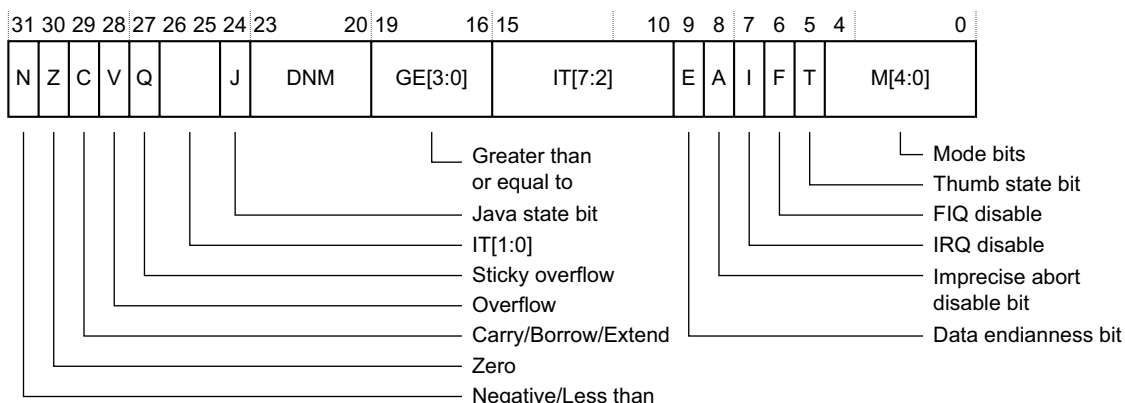 31 30 29 28 27 26 25 24 23 20 19 16 15 10 9 8 7 6 5 4 0
N Z C V Q J DNM GE[3:0] IT[7:2] E A I F T M[4:0]
Greater than
or equal to
Java state bit
IT[1:0]
Sticky overflow
Overflow
Carry/Borrow/Extend
Zero
Negative/Less than
Mode bits
Thumb state bit
FIQ disable
IRQ disable
Imprecise abort
disable bit
Data endianness bit